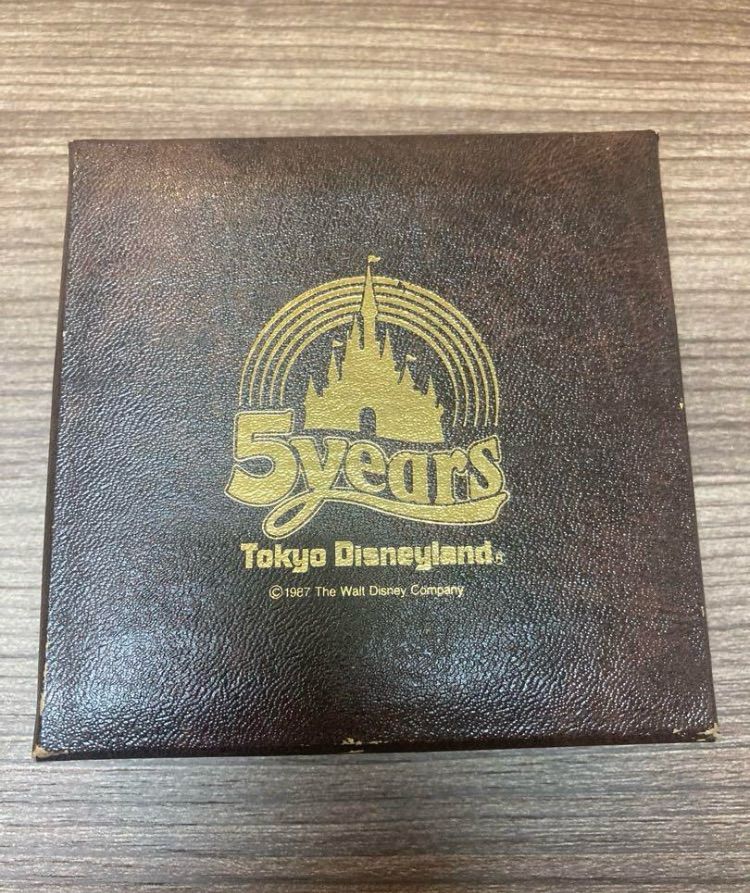 5years
Tokyo Disneyland®
©1987 The Walt Disney Company